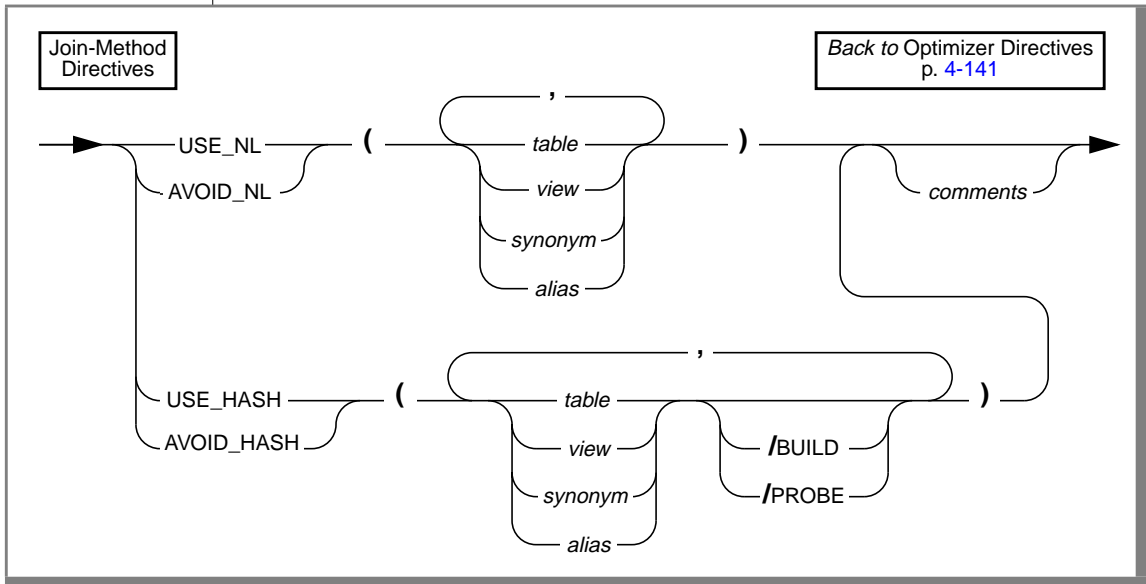 Join-Method
Directives
Back to Optimizer Directives
p. 4-141
,
USE_NL
(
table
)
AVOID_NL
view
comments
synonym
alias
,
USE_HASH
(
table
)
AVOID_HASH
view
/BUILD
synonym
/PROBE
alias